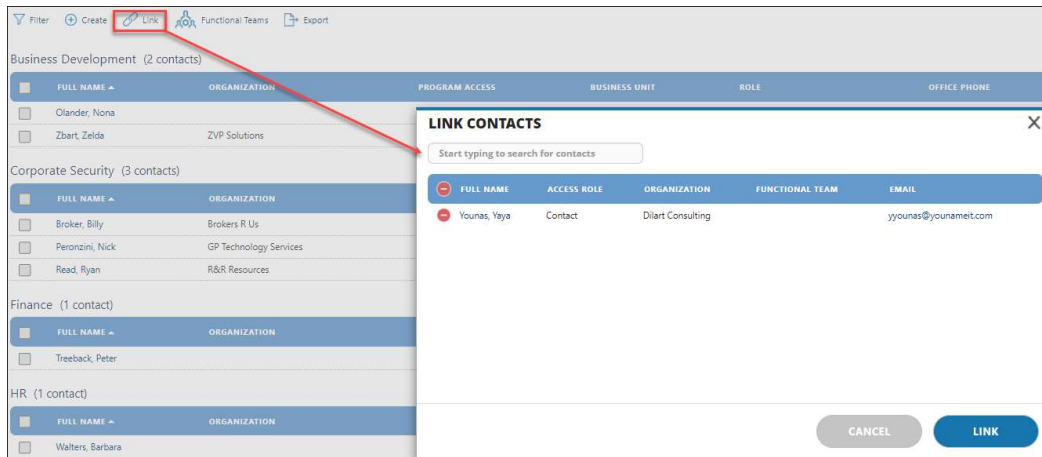 Filter Create Link Functional Teams Export
Business Development (2 contacts)
FULL NAME ORGANIZATION PROGRAM ACCESS BUSINESS UNIT ROLE OFFICE PHONE
Olander, Nona
Zbart, Zelda ZVP Solutions
Corporate Security (3 contacts)
FULL NAME ORGANIZATION
Broker, Billy Brokers R Us
Peronzini, Nick GP Technology Services
Read, Ryan R&R Resources
Finance (1 contact)
FULL NAME ORGANIZATION
Treeback, Peter
HR (1 contact)
FULL NAME ORGANIZATION
Walters, Barbara
LINK CONTACTS
Start typing to search for contacts
FULL NAME ACCESS ROLE ORGANIZATION FUNCTIONAL TEAM EMAIL
Younas, Yaya Contact Dilart Consulting yyounas@younameit.com
CANCEL LINK